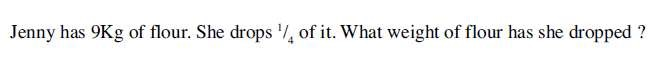 Jenny has 9Kg of flour. She drops 1/4 of it. What weight of flour has she dropped ?